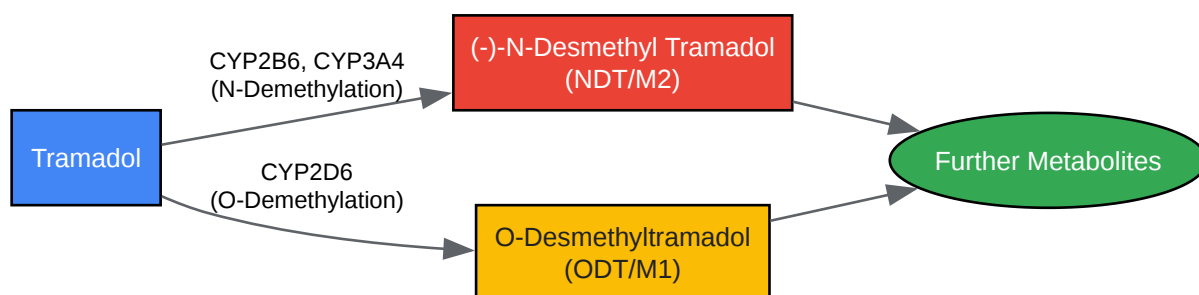 Tramadol
CYP2B6, CYP3A4
(N-Demethylation)
CYP2D6
(O-Demethylation)
(-)-N-Desmethyl Tramadol
(NDT/M2)
O-Desmethyltramadol
(ODT/M1)
Further Metabolites